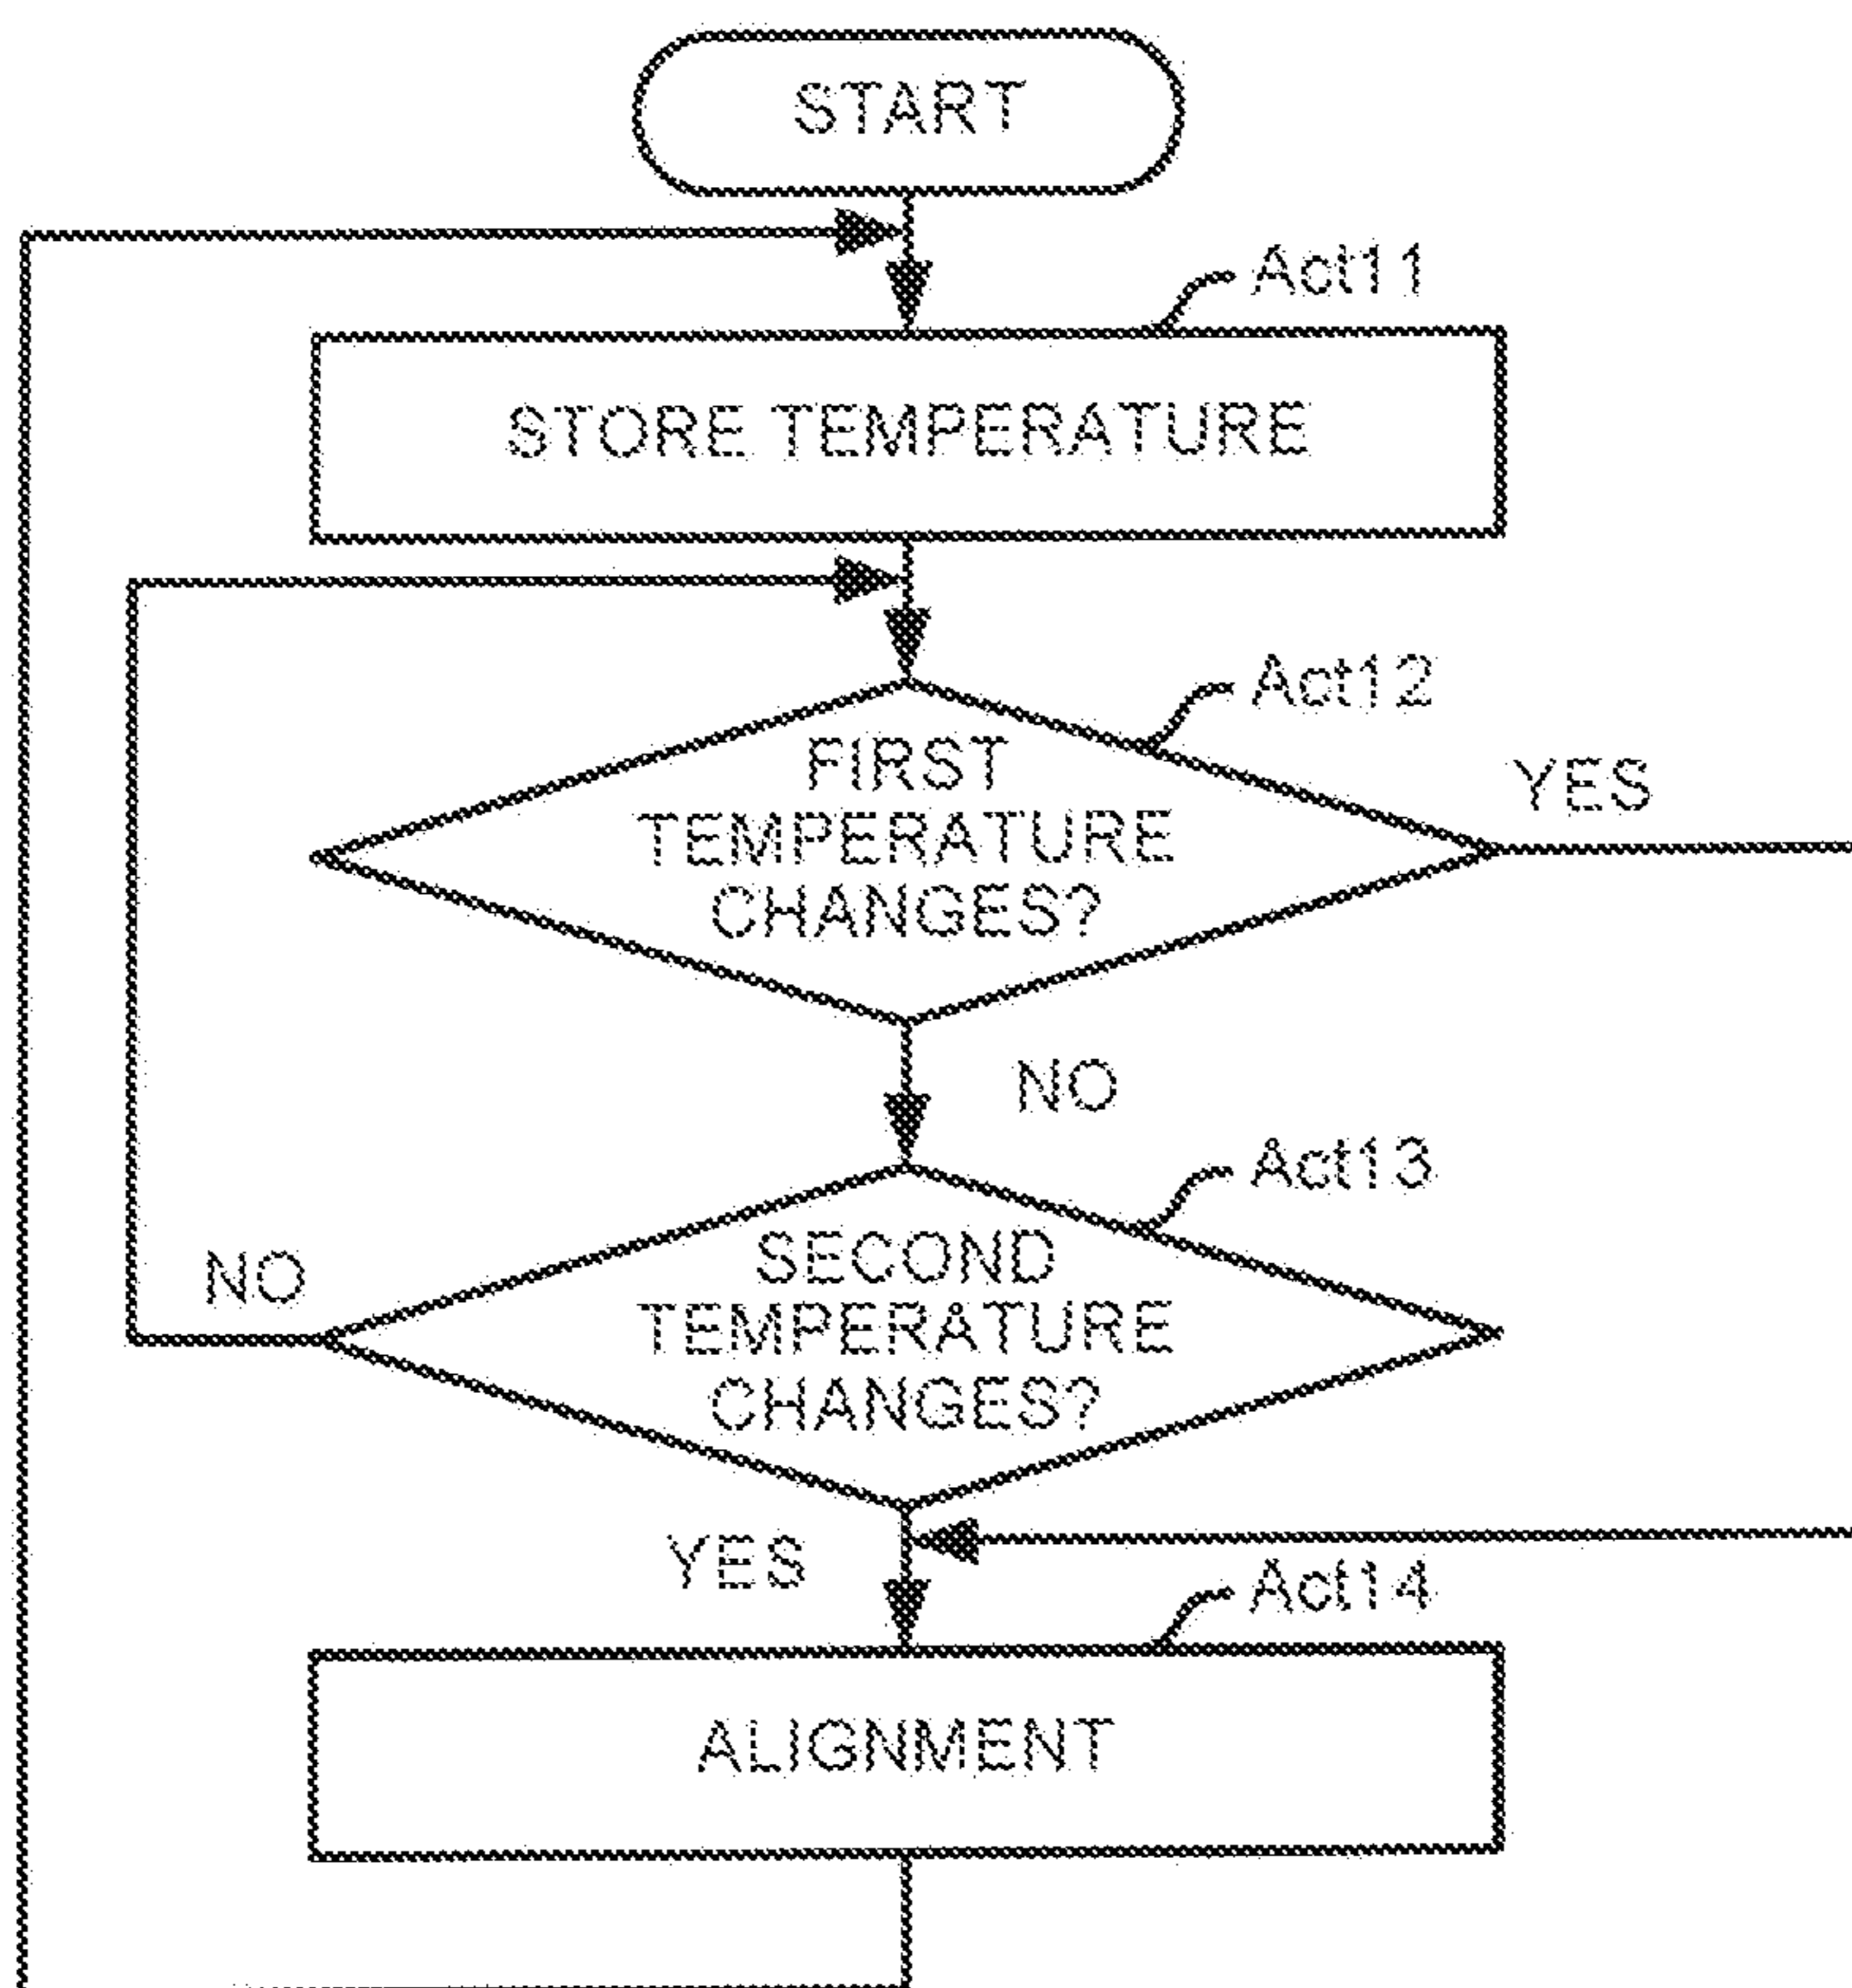 START
Act11
STORE TEMPERATURE
Act12
FIRST
TEMPERATURE
CHANGES?
YES
NO
Act13
SECOND
TEMPERATURE
CHANGES?
NO
YES
Act14
ALIGNMENT